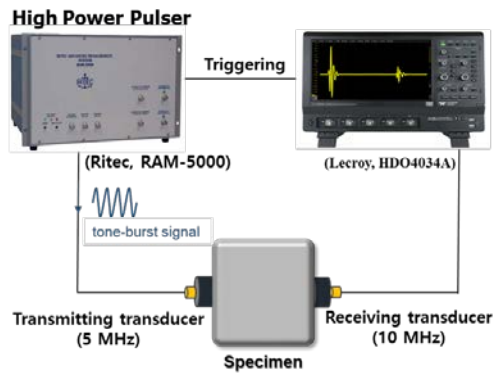 High Power Pulser
Triggering
(Ritec, RAM-5000)
(Lecroy, HDO4034A)
tone-burst signal
Transmitting transducer
(5 MHz)
Receiving transducer
(10 MHz)
Specimen